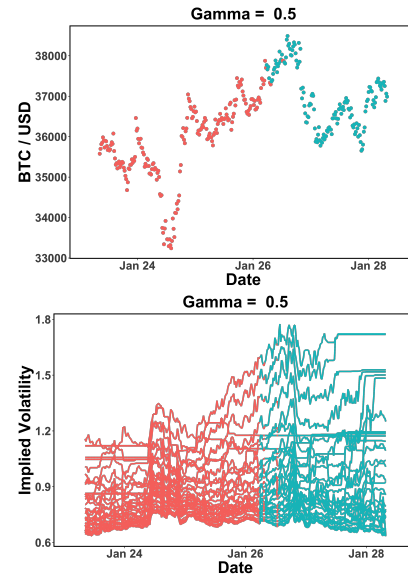 Gamma = 0.5
BTC / USD
38000
37000
36000
35000
34000
33000
Jan 24
Jan 26
Jan 28
Date
Gamma = 0.5
Implied Volatility
1.8
1.5
1.2
0.9
0.6
Jan 24
Jan 26
Jan 28
Date